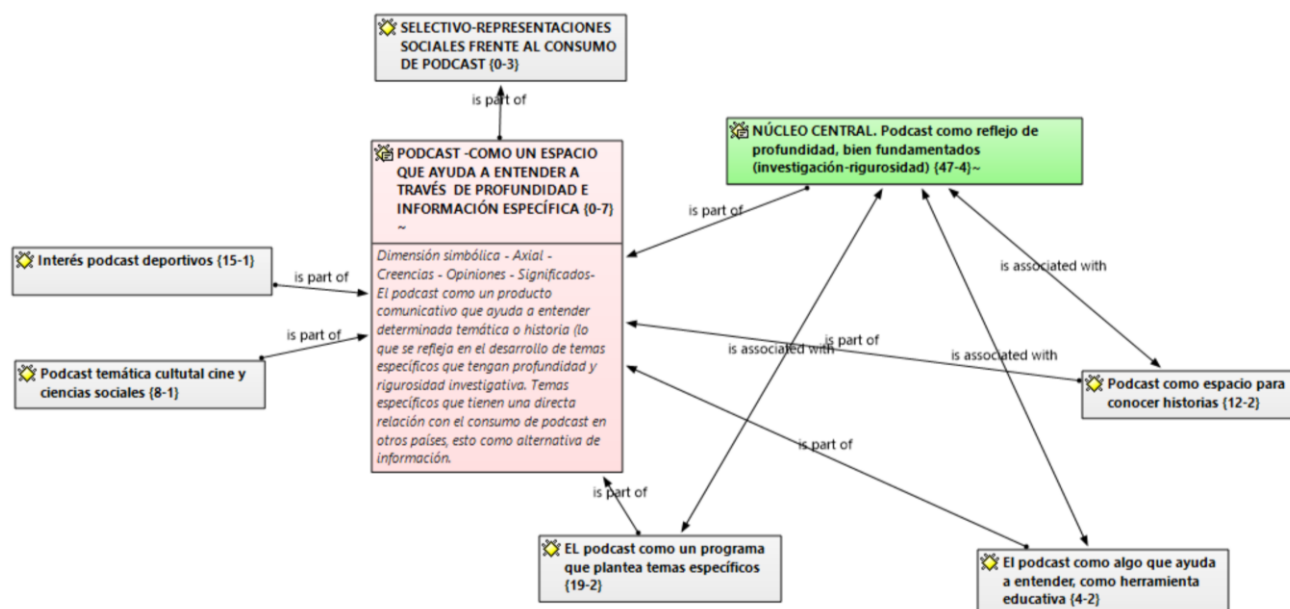 SELECTIVO-REPRESENTACIONES
SOCIALES FRENTE AL CONSUMO
DE PODCAST {0-3}
is part of
NÚCLEO CENTRAL. Podcast como reflejo de
profundidad, bien fundamentados
(investigación-rigurosidad) {47-4}~
PODCAST -COMO UN ESPACIO
QUE AYUDA A ENTENDER A
TRAVÉS DE PROFUNDIDAD E
INFORMACIÓN ESPECÍFICA {0-7}
~
is part of
Dimensión simbólica - Axial -
Creencias - Opiniones - Significados-
El podcast como un producto
comunicativo que ayuda a entender
determinada temática o historia (lo
que se refleja en el desarrollo de temas
específicos que tengan profundidad y
rigurosidad investigativa. Temas
específicos que tienen una directa
relación con el consumo de podcast en
otros países, esto como alternativa de
información.
Interés podcast deportivos {15-1}
is part of
is part of
Podcast temática cultutal cine y
ciencias sociales {8-1}
is associated with
is part of
is associated with
is associated with
Podcast como espacio para
conocer historias {12-2}
is part of
is part of
EL podcast como un programa
que plantea temas específicos
{19-2}
El podcast como algo que ayuda
a entender, como herramienta
educativa {4-2}